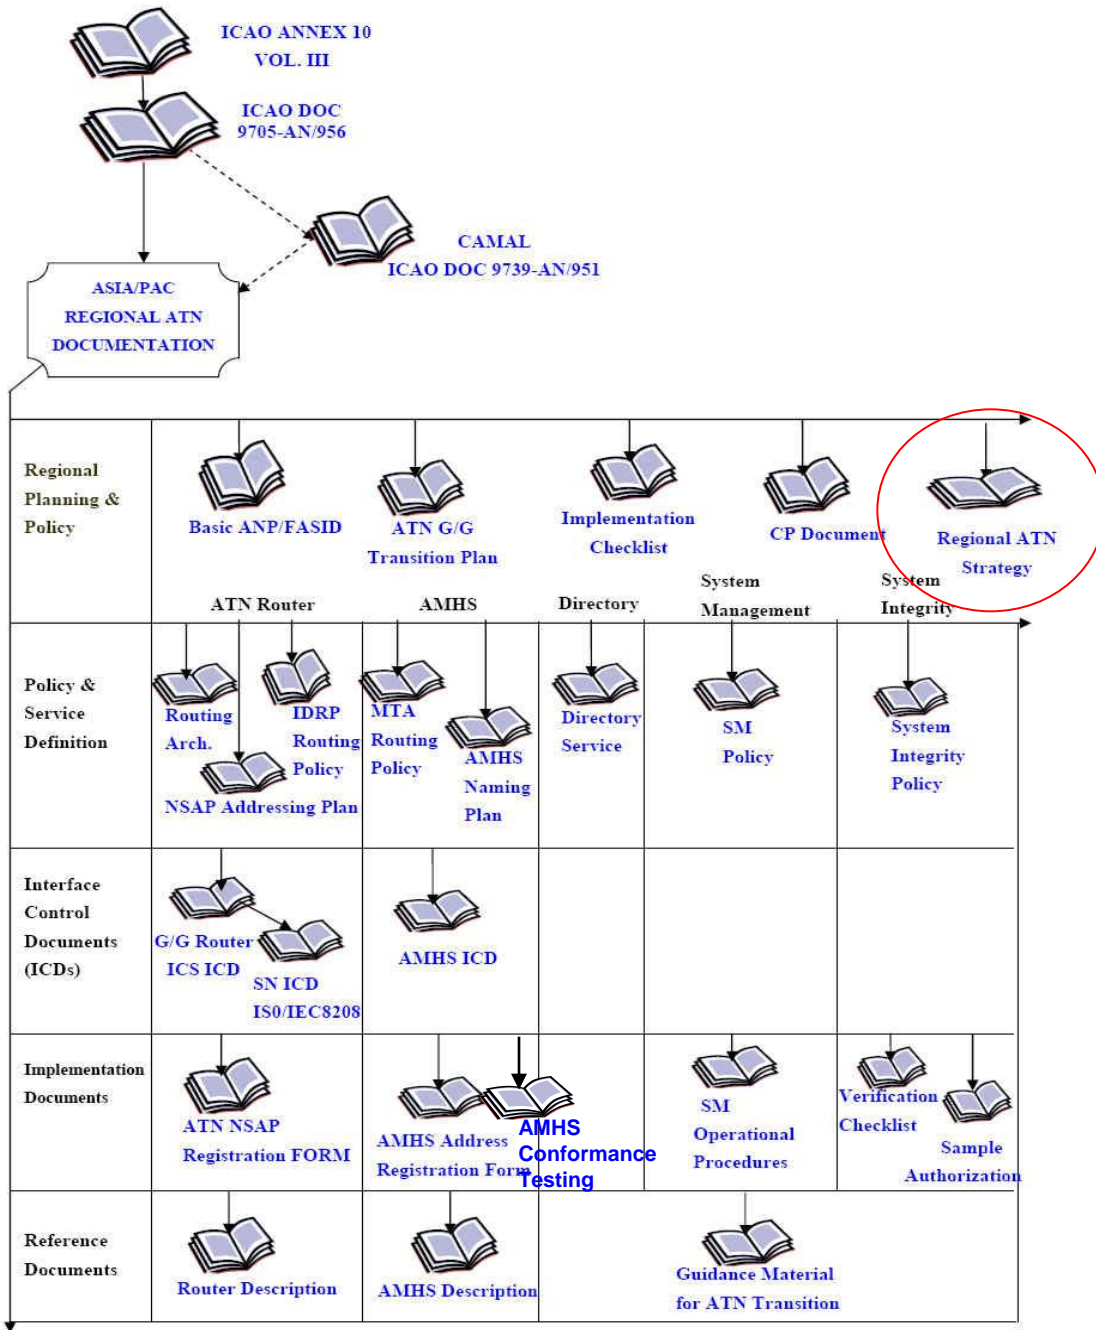 ICAO ANNEX 10
VOL. III
ICAO DOC
9705-AN/956
CAMAL
ICAO DOC 9739-AN/951
ASIA/PAC
REGIONAL ATN
DOCUMENTATION
Regional
Planning &
Policy
Basic ANP/FASID
ATN G/G
Transition Plan
Implementation
Checklist
CP Document
Regional ATN
Strategy
ATN Router
AMHS
Directory
System
Management
System
Integrity
Policy &
Service
Definition
Routing
Arch.
IDRP
Routing
Policy
NSAP Addressing Plan
MTA
Routing
Policy
AMHS
Naming
Plan
Directory
Service
SM
Policy
System
Integrity
Policy
Interface
Control
Documents
(ICDs)
G/G Router
ICS ICD
SN ICD
IS0/IEC8208
AMHS ICD
Implementation
Documents
ATN NSAP
Registration FORM
AMHS Address
Registration Form
AMHS
Conformance
Testing
SM
Operational
Procedures
Verification
Checklist
Sample
Authorization
Reference
Documents
Router Description
AMHS Description
Guidance Material
for ATN Transition